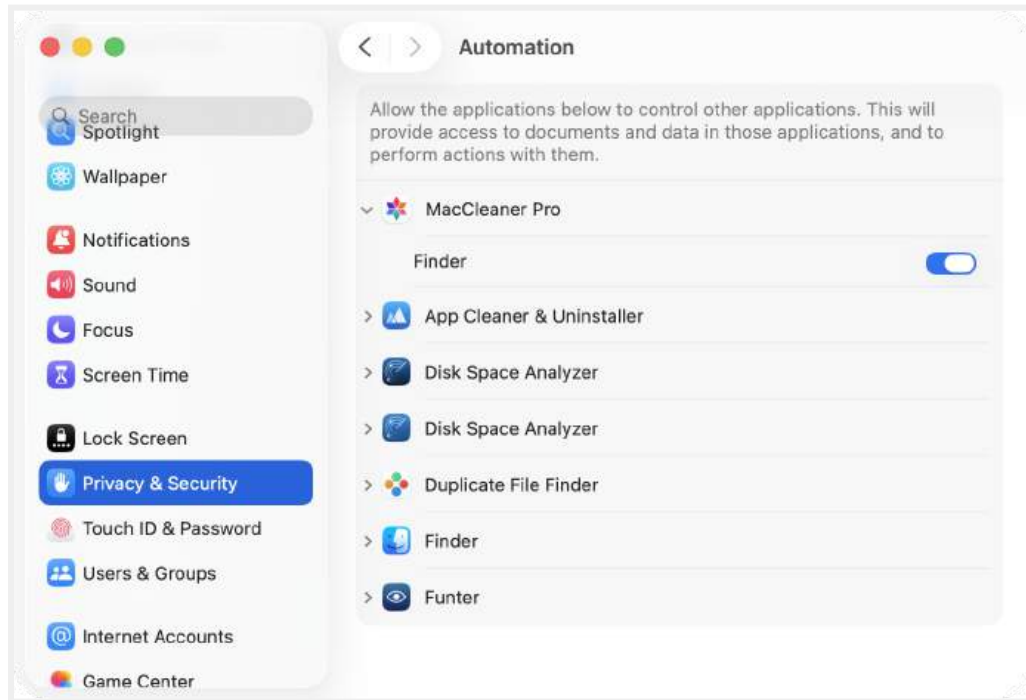 Search
Spotlight
Wallpaper
Notifications
Sound
Focus
Screen Time
Lock Screen
Privacy & Security
Touch ID & Password
Users & Groups
Internet Accounts
Game Center
Automation
Allow the applications below to control other applications. This will
provide access to documents and data in those applications, and to
perform actions with them.
MacCleaner Pro
Finder
App Cleaner & Uninstaller
Disk Space Analyzer
Disk Space Analyzer
Duplicate File Finder
Finder
Funter